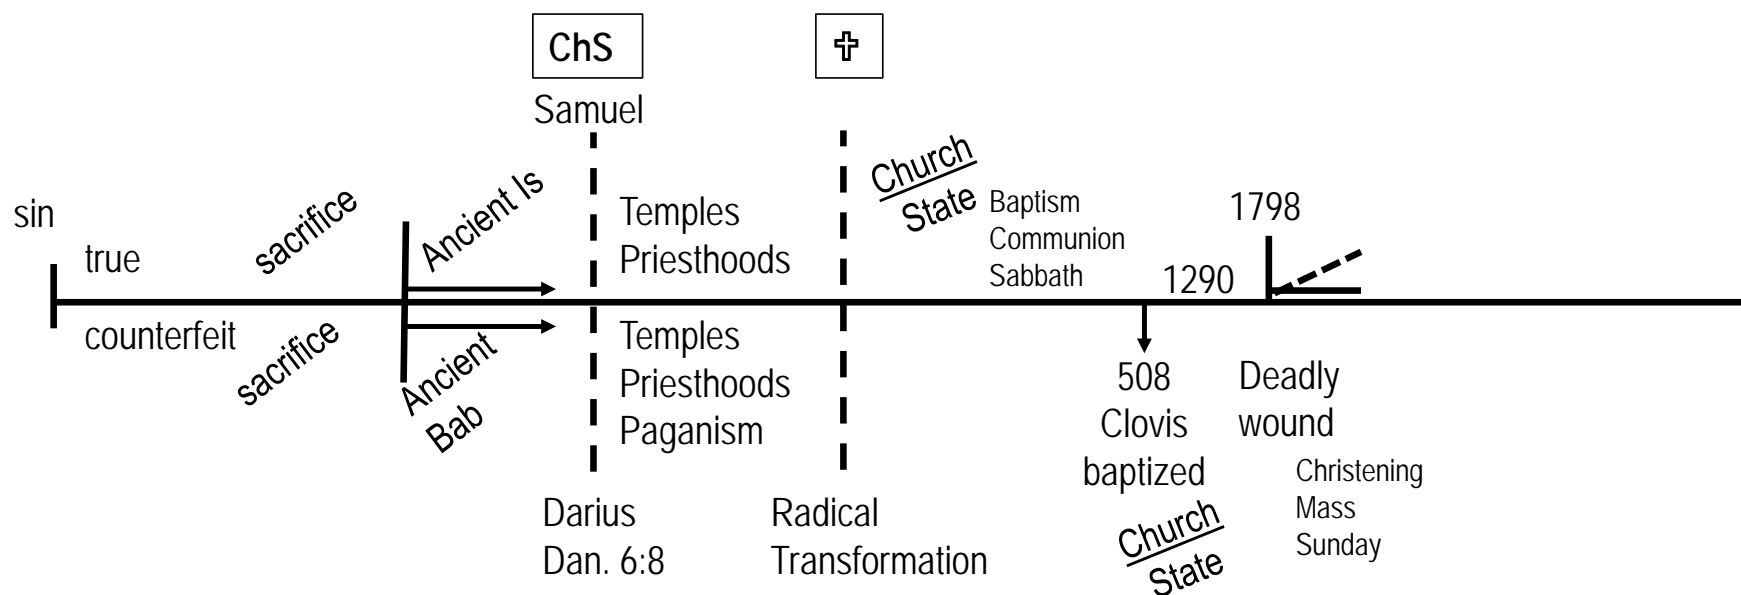 ChS
✞
Samuel
sin
true
sacrifice
Ancient Is
Temples
Priesthoods
Church
State
Baptism
Communion
Sabbath
1290
1798
counterfeit
sacrifice
Ancient
Bab
Temples
Priesthoods
Paganism
Darius
Dan. 6:8
Radical
Transformation
508
Clovis
baptized
Church
State
Deadly
wound
Christening
Mass
Sunday